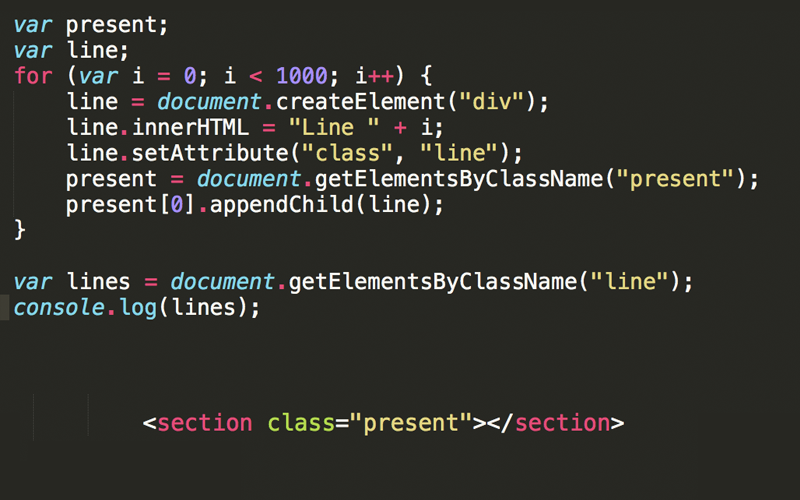 var present;
var line;
for (var i = 0; i < 1000; i++) {
    line = document.createElement("div");
    line.innerHTML = "Line " + i;
    line.setAttribute("class", "line");
    present = document.getElementsByClassName("present");
    present[0].appendChild(line);
}
var lines = document.getElementsByClassName("line");
console.log(lines);
<section class="present"></section>